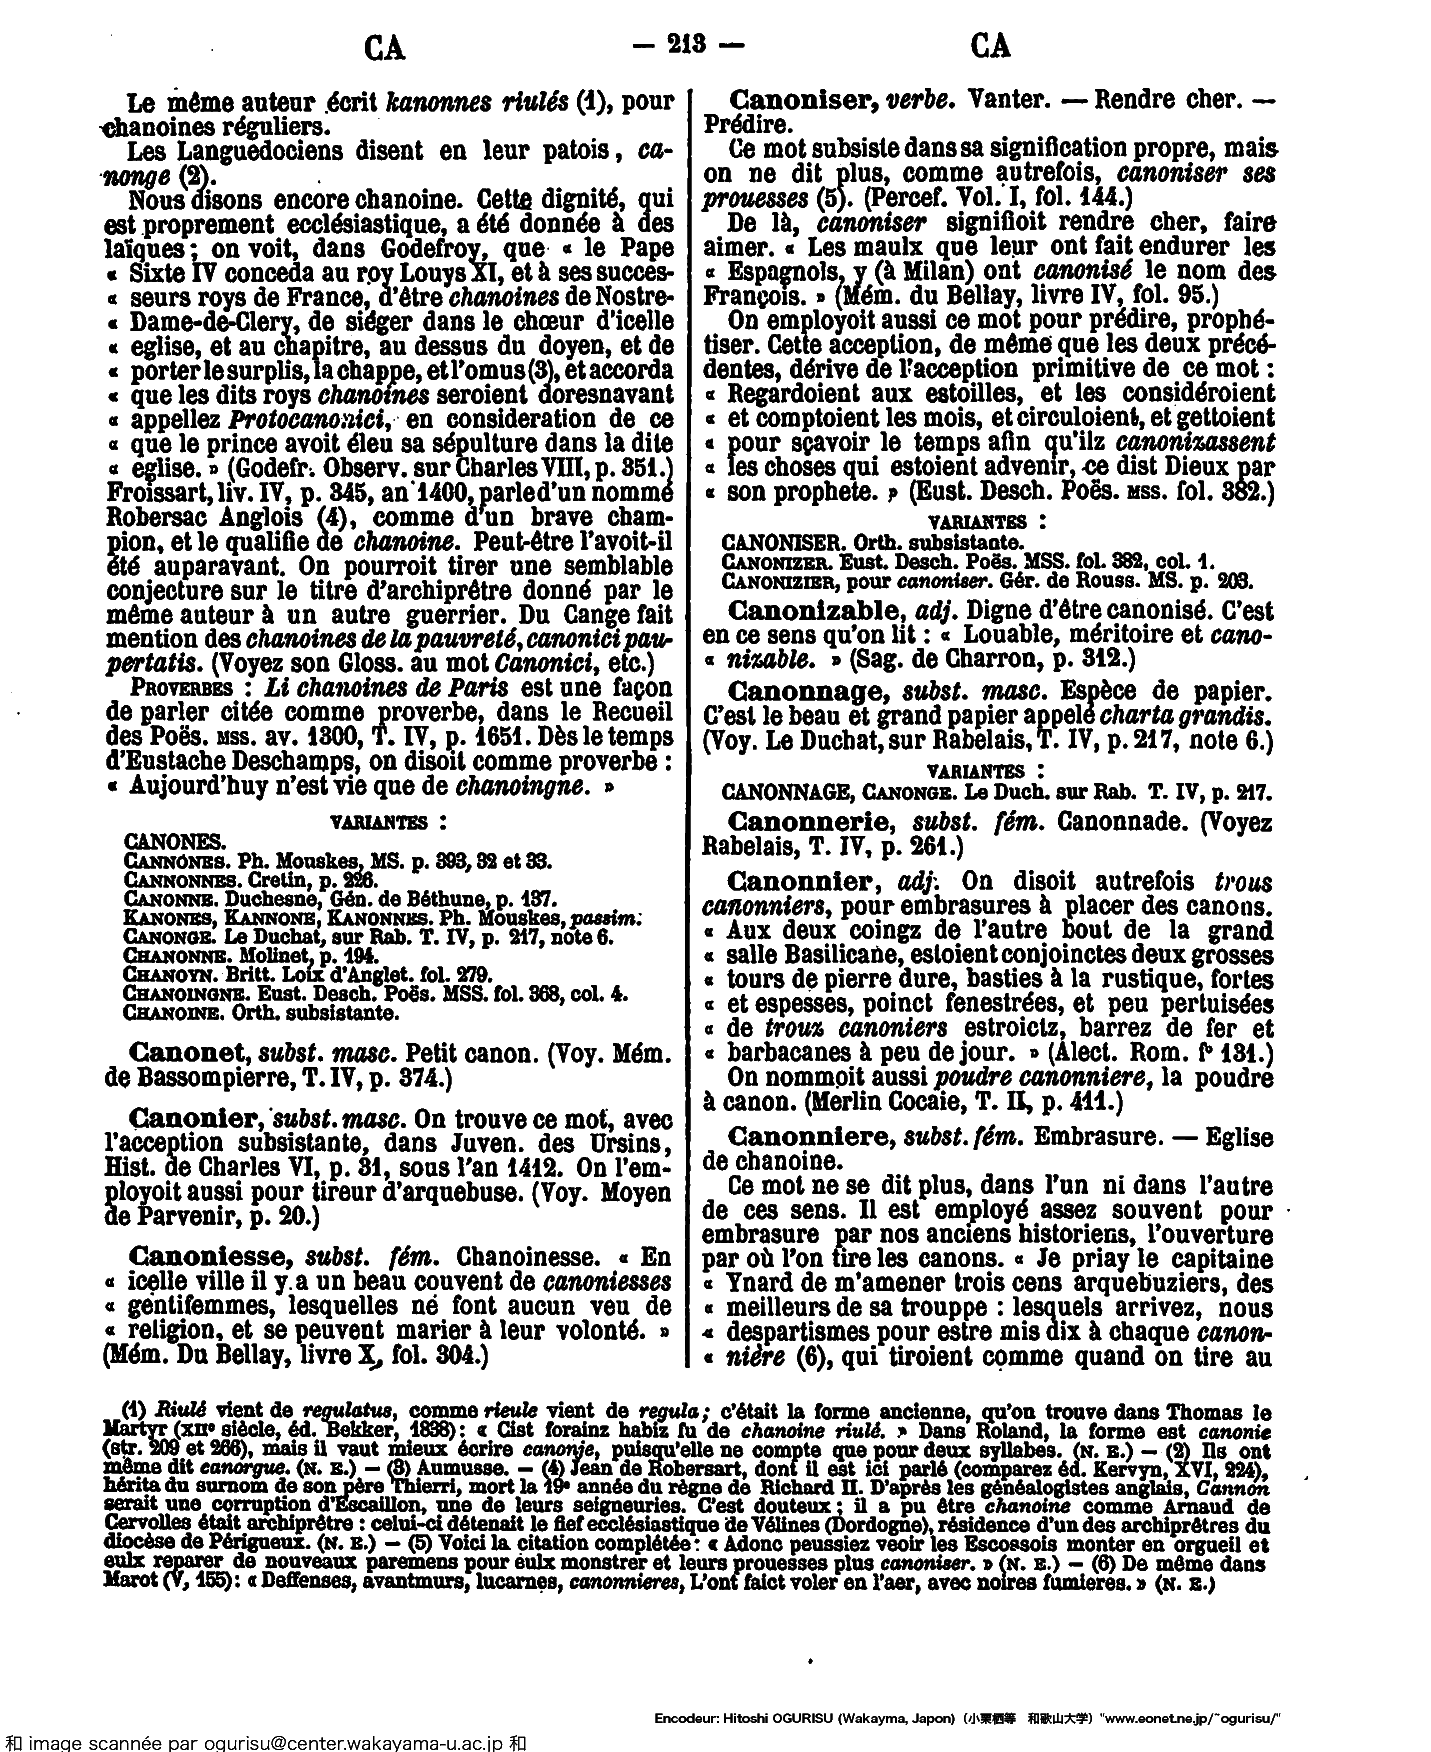 CA — 213 — CA
Le même auteur écrit kanonnes riulés (1), pour
chanoines réguliers.
Les Languedociens disent en leur patois, ca-
nonge (2).
Nous disons encore chanoine. Cette dignité, qui
est proprement ecclésiastique, a été donnée à des
laïques; on voit, dans Godefroy, que « le Pape
« Sixte IV conceda au roy Louys XI, et à ses succes-
« seurs roys de France, d'être chanoines de Nostre-
« Dame-de-Clery, de siéger dans le chœur d'icelle
« eglise, et au chapitre, au dessus du doyen, et de
« porter le surplis, la chappe, et l'omus (3), et accorda
« que les dits roys chanoines seroient doresnavant
« appellez Protocanonici, en consideration de ce
« que le prince avoit éleu sa sépulture dans la dite
« eglise. » (Godefr. Observ. sur Charles VIII, p. 351.)
Froissart, liv. IV, p. 345, an 1400, parle d'un nommé
Robersac Anglois (4), comme d'un brave cham-
pion, et le qualifie de chanoine. Peut-être l'avoit-il
été auparavant. On pourroit tirer une semblable
conjecture sur le titre d'archiprêtre donné par le
même auteur à un autre guerrier. Du Cange fait
mention des chanoines de la pauvreté, canonici pau-
pertatis. (Voyez son Gloss. au mot Canonici, etc.)
PROVERBES : Li chanoines de Paris est une façon
de parler citée comme proverbe, dans le Recueil
des Poës. MSS. av. 1300, T. IV, p. 1651. Dès le temps
d'Eustache Deschamps, on disoit comme proverbe :
« Aujourd'huy n'est vie que de chanoingne. »
VARIANTES :
CANONES.
CANNONES. Ph. Mouskes, MS. p. 393, 32 et 33.
CANNONNES. Cretin, p. 226.
CANONNE. Duchesne, Gén. de Béthune, p. 137.
KANONES, KANNONE, KANONNES. Ph. Mouskes, passim.
CANONGE. Le Duchat, sur Rab. T. IV, p. 217, note 6.
CHANONNE. Molinet, p. 194.
CHANOYN. Britt. Loix d'Anglet. fol. 279.
CHANOINGNE. Eust. Desch. Poës. MSS. fol. 368, col. 4.
CHANOINE. Orth. subsistante.
Canonet, subst. masc. Petit canon. (Voy. Mém.
de Bassompierre, T. IV, p. 374.)
Canonier, subst. masc. On trouve ce mot, avec
l'acception subsistante, dans Juven. des Ursins,
Hist. de Charles VI, p. 31, sous l'an 1412. On l'em-
ployoit aussi pour tireur d'arquebuse. (Voy. Moyen
de Parvenir, p. 20.)
Canoniesse, subst. fém. Chanoinesse. « En
« icelle ville il y a un beau couvent de canoniesses
« gentifemmes, lesquelles ne font aucun veu de
« religion, et se peuvent marier à leur volonté. »
(Mém. Du Bellay, livre X, fol. 304.)
Canoniser, verbe. Vanter. — Rendre cher. —
Prédire.
Ce mot subsiste dans sa signification propre, mais
on ne dit plus, comme autrefois, canoniser ses
prouesses (5). (Percef. Vol. I, fol. 144.)
De là, canoniser signifioit rendre cher, faire
aimer. « Les maulx que leur ont fait endurer les
« Espagnols, y (à Milan) ont canonisé le nom des
François. » (Mém. du Bellay, livre IV, fol. 95.)
On employoit aussi ce mot pour prédire, prophé-
tiser. Cette acception, de même que les deux précé-
dentes, dérive de l'acception primitive de ce mot :
« Regardoient aux estoilles, et les considéroient
« et comptoient les mois, et circuloient, et gettoient
« pour sçavoir le temps afin qu'ilz canonizassent
« les choses qui estoient advenir, ce dist Dieux par
« son prophete. » (Eust. Desch. Poës. MSS. fol. 382.)
VARIANTES :
CANONISER. Orth. subsistante.
CANONIZER. Eust. Desch. Poës. MSS. fol. 382, col. 1.
CANONIZIER, pour canoniser. Gér. de Rouss. MS. p. 203.
Canonizable, adj. Digne d'être canonisé. C'est
en ce sens qu'on lit : « Louable, méritoire et cano-
« nizable. » (Sag. de Charron, p. 312.)
Canonnage, subst. masc. Espèce de papier.
C'est le beau et grand papier appelé charta grandis.
(Voy. Le Duchat, sur Rabelais, T. IV, p. 217, note 6.)
VARIANTES :
CANONNAGE, CANONGE. Le Duch. sur Rab. T. IV, p. 217.
Canonnerie, subst. fém. Canonnade. (Voyez
Rabelais, T. IV, p. 261.)
Canonnier, adj. On disoit autrefois trous
canonniers, pour embrasures à placer des canons.
« Aux deux coingz de l'autre bout de la grand
« salle Basilicane, estoient conjoinctes deux grosses
« tours de pierre dure, basties à la rustique, fortes
« et espesses, poinct fenestrées, et peu pertuisées
« de trouz canoniers estroictz, barrez de fer et
« barbacanes à peu de jour. » (Alect. Rom. f° 131.)
On nommoit aussi poudre canonniere, la poudre
à canon. (Merlin Cocaie, T. II, p. 411.)
Canonniere, subst. fém. Embrasure. — Eglise
de chanoine.
Ce mot ne se dit plus, dans l'un ni dans l'autre
de ces sens. Il est employé assez souvent pour
embrasure par nos anciens historiens, l'ouverture
par où l'on tire les canons. « Je priay le capitaine
« Ynard de m'amener trois cens arquebuziers, des
« meilleurs de sa trouppe : lesquels arrivez, nous
« despartismes pour estre mis dix à chaque canon-
« nière (6), qui tiroient comme quand on tire au
(1) Riulé vient de regulatus, comme rieule vient de regula; c'était la forme ancienne, qu'on trouve dans Thomas le
Martyr (XIIe siècle, éd. Bekker, 1838): « Cist forainz habiz fu de chanoine riulé. » Dans Roland, la forme est canonie
(str. 209 et 266), mais il vaut mieux écrire canonje, puisqu'elle ne compte que pour deux syllabes. (N. E.) — (2) Ils ont
même dit canorgue. (N. E.) — (3) Aumusse. — (4) Jean de Robersart, dont il est ici parlé (comparez éd. Kervyn, XVI, 224),
hérita du surnom de son père Thierri, mort la 19e année du règne de Richard II. D'après les généalogistes anglais, Cannon
serait une corruption d'Escaillon, une de leurs seigneuries. C'est douteux; il a pu être chanoine comme Arnaud de
Cervolles était archiprêtre : celui-ci détenait le fief ecclésiastique de Vélines (Dordogne), résidence d'un des archiprêtres du
diocèse de Périgueux. (N. E.) — (5) Voici la citation complétée : « Adonc peussiez veoir les Escossois monter en orgueil et
eulx reparer de nouveaux paremens pour eulx monstrer et leurs prouesses plus canoniser. » (N. E.) — (6) De même dans
Marot (V, 155): « Deffenses, avantmurs, lucarnes, canonnieres, L'ont faict voler en l'aer, avec noires fumieres. » (N. E.)
Encodeur: Hitoshi OGURISU (Wakayma, Japon) (小栗栖等 和歌山大学) "www.eonet.ne.jp/~ogurisu/"
和 image scannée par ogurisu@center.wakayama-u.ac.jp 和